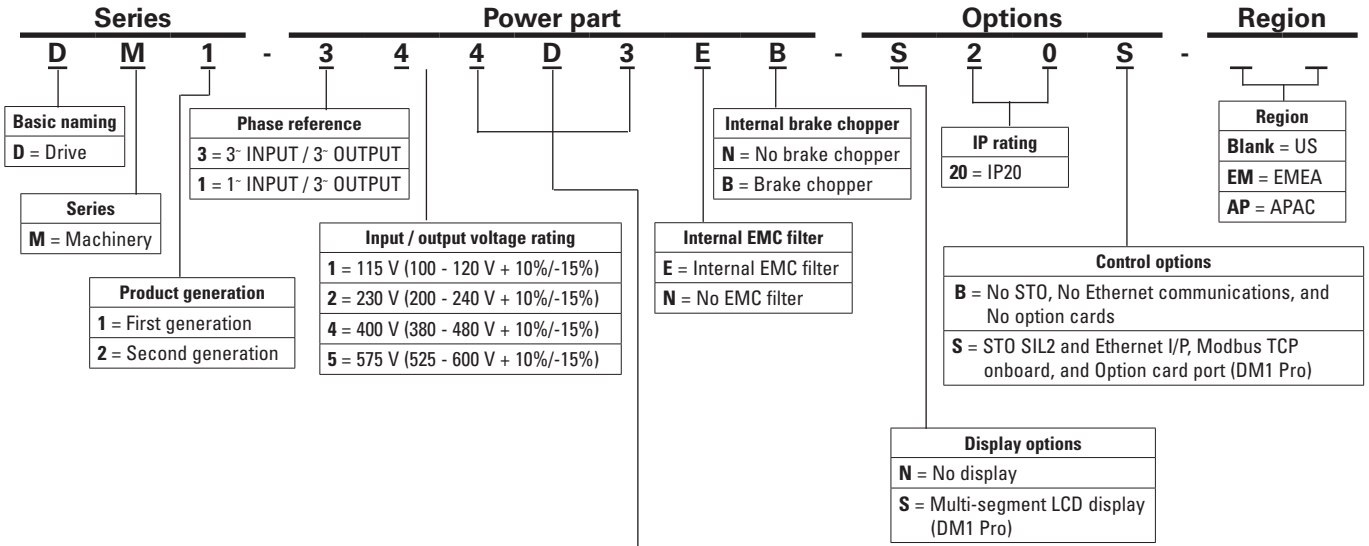 Series Power part Options Region
D M 1 - 3 4 4 D 3 E B - S 2 0 S - _ _
Basic naming
D = Drive
Series
M = Machinery
Product generation
1 = First generation
2 = Second generation
Phase reference
3 = 3~ INPUT / 3~ OUTPUT
1 = 1~ INPUT / 3~ OUTPUT
Input / output voltage rating
1 = 115 V (100 - 120 V + 10%/-15%)
2 = 230 V (200 - 240 V + 10%/-15%)
4 = 400 V (380 - 480 V + 10%/-15%)
5 = 575 V (525 - 600 V + 10%/-15%)
Internal brake chopper
N = No brake chopper
B = Brake chopper
Internal EMC filter
E = Internal EMC filter
N = No EMC filter
IP rating
20 = IP20
Region
Blank = US
EM = EMEA
AP = APAC
Control options
B = No STO, No Ethernet communications, and
No option cards
S = STO SIL2 and Ethernet I/P, Modbus TCP
onboard, and Option card port (DM1 Pro)
Display options
N = No display
S = Multi-segment LCD display
(DM1 Pro)